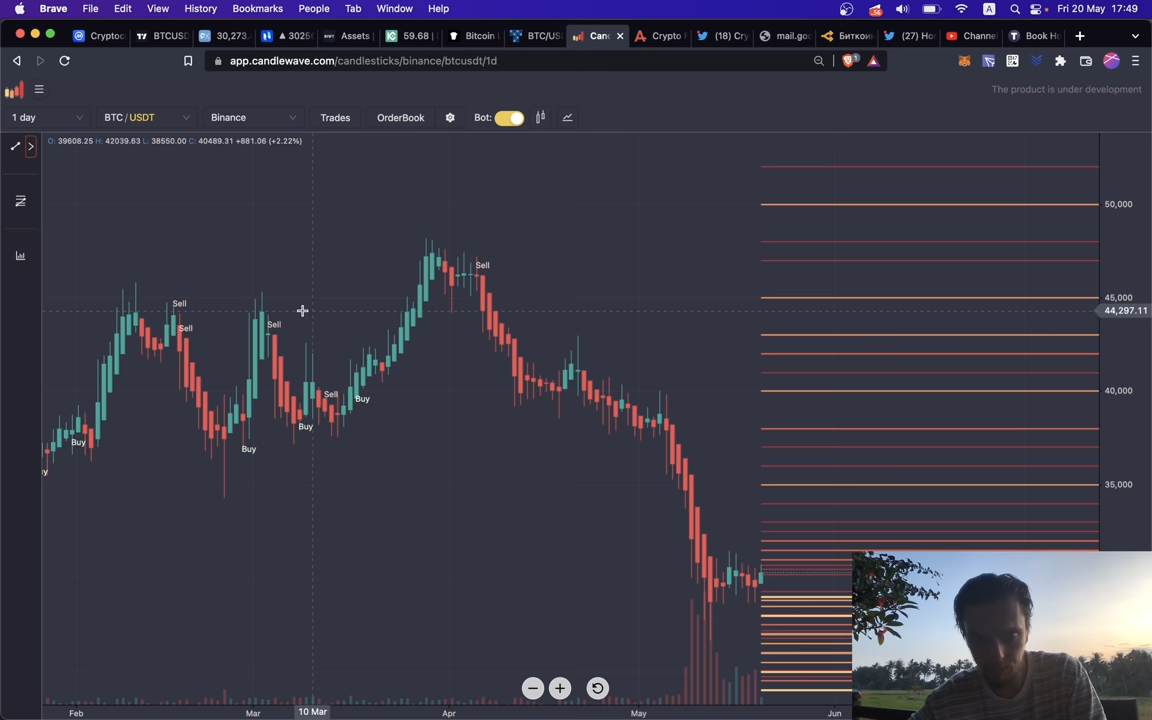 Brave File Edit View History Bookmarks People Tab Window Help A Fri 20 May 17:49
Cryptoc BTCUSD 30,273. ▲ 3025 Assets 59.68 | Bitcoin L BTC/US Canc Crypto F (18) Cry mail.goo Биткои (27) Ho Channel Book Ho
app.candlewave.com/candlesticks/binance/btcusdt/1d
The product is under development
1 day BTC / USDT Binance Trades OrderBook Bot:
O: 39608.25 H: 42039.63 L: 38550.00 C: 40489.31 +881.06 (+2.22%)
50,000
Sell
45,000
Sell
44,297.11
Sell
Sell
40,000
Sell
Buy
Buy
Buy
Buy
35,000
Feb Mar 10 Mar Apr May Jun